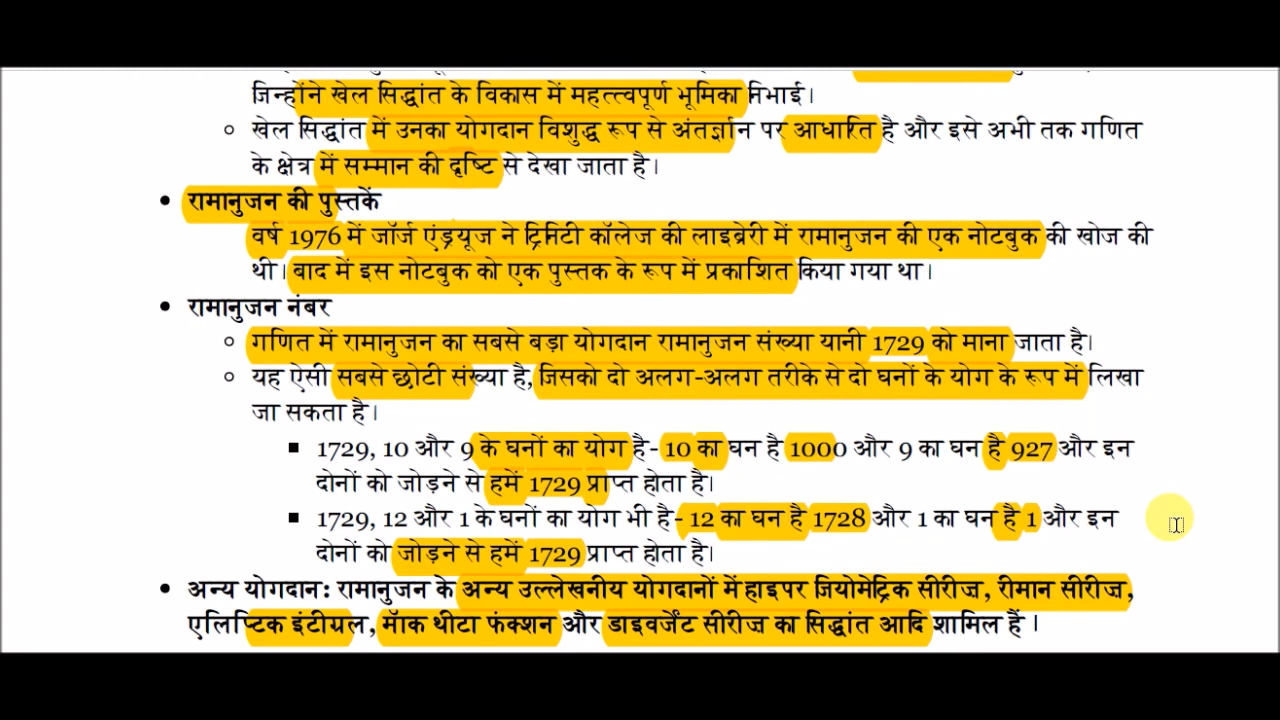 जिन्होंने खेल सिद्धांत के विकास में महत्त्वपूर्ण भूमिका निभाई।
○ खेल सिद्धांत में उनका योगदान विशुद्ध रूप से अंतर्ज्ञान पर आधारित है और इसे अभी तक गणित
के क्षेत्र में सम्मान की दृष्टि से देखा जाता है।
• रामानुजन की पुस्तकें
वर्ष 1976 में जॉर्ज एंड्रयूज ने ट्रिनिटी कॉलेज की लाइब्रेरी में रामानुजन की एक नोटबुक की खोज की
थी। बाद में इस नोटबुक को एक पुस्तक के रूप में प्रकाशित किया गया था।
• रामानुजन नंबर
○ गणित में रामानुजन का सबसे बड़ा योगदान रामानुजन संख्या यानी 1729 को माना जाता है।
○ यह ऐसी सबसे छोटी संख्या है, जिसको दो अलग-अलग तरीके से दो घनों के योग के रूप में लिखा
जा सकता है।
▪ 1729, 10 और 9 के घनों का योग है- 10 का घन है 1000 और 9 का घन है 927 और इन
दोनों को जोड़ने से हमें 1729 प्राप्त होता है।
▪ 1729, 12 और 1 के घनों का योग भी है- 12 का घन है 1728 और 1 का घन है 1 और इन
दोनों को जोड़ने से हमें 1729 प्राप्त होता है।
• अन्य योगदान: रामानुजन के अन्य उल्लेखनीय योगदानों में हाइपर जियोमेट्रिक सीरीज, रीमान सीरीज,
एलिप्टिक इंटीग्रल, मॉक थीटा फंक्शन और डाइवर्जेंट सीरीज का सिद्धांत आदि शामिल हैं ।